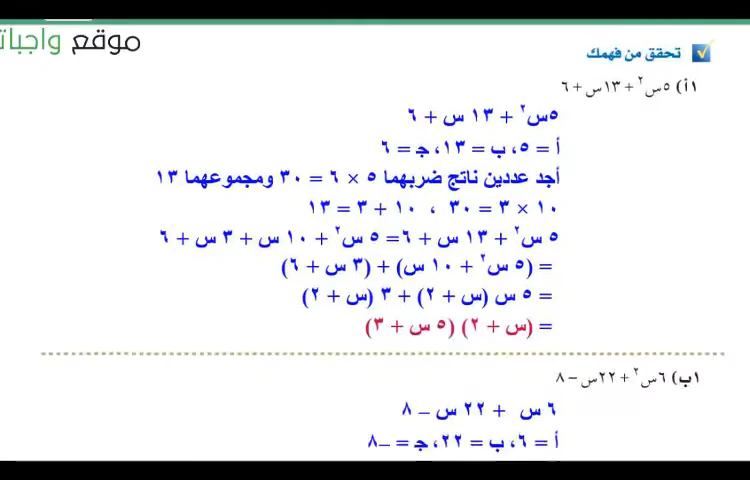 موقع واجبات
تحقق من فهمك
١أ) ٥س٢ + ١٣س + ٦
٥س٢ + ١٣ س + ٦
أ = ٥، ب = ١٣، ج = ٦
أجد عددين ناتج ضربهما ٥ × ٦ = ٣٠ ومجموعهما ١٣
١٠ × ٣ = ٣٠ ، ١٠ + ٣ = ١٣
٥ س٢ + ١٣ س + ٦ = ٥ س٢ + ١٠ س + ٣ س + ٦
= (٥ س٢ + ١٠ س) + (٣ س + ٦)
= ٥ س (س + ٢) + ٣ (س + ٢)
= (س + ٢) (٥ س + ٣)
١ب) ٦س٢ + ٢٢س – ٨
٦ س + ٢٢ س – ٨
أ = ٦، ب = ٢٢، ج = –٨